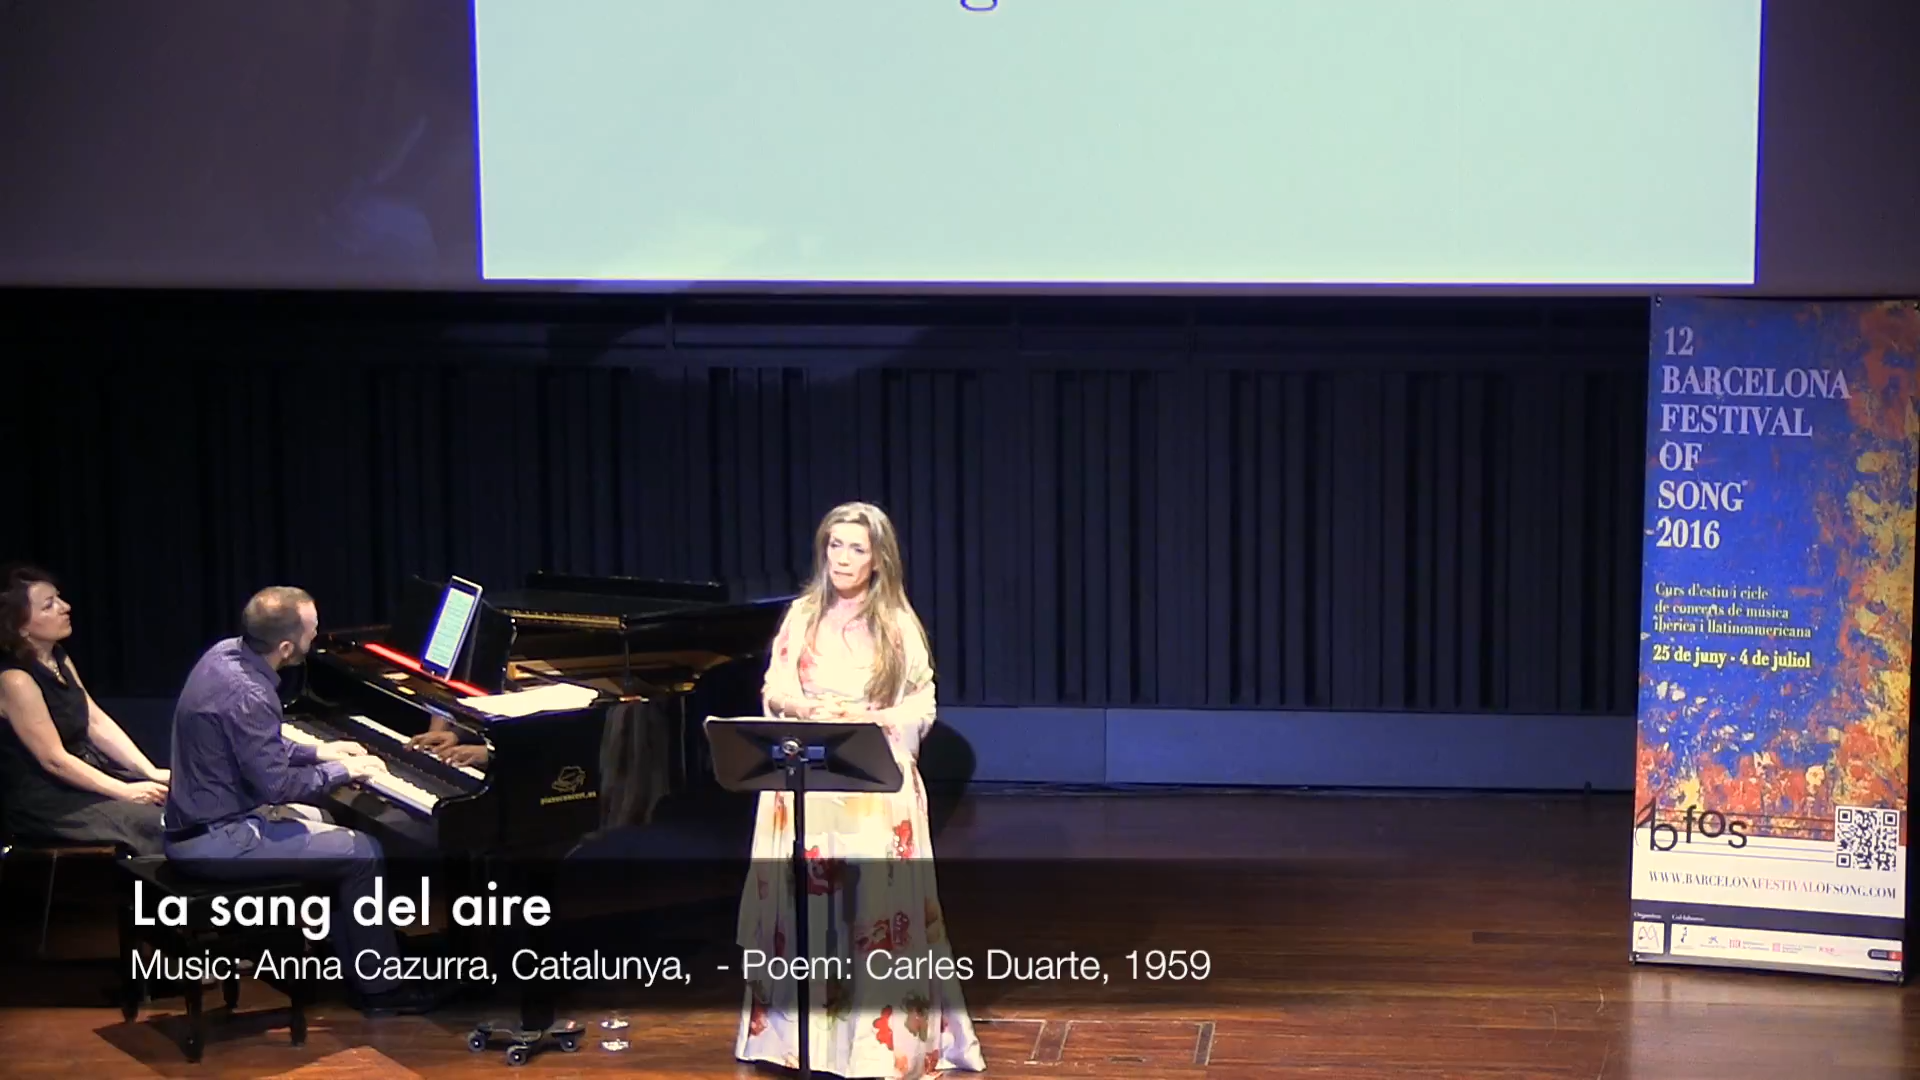 g
12
BARCELONA
FESTIVAL
OF
SONG
2016
Curs d'estiu i cicle
de concerts de música
ibèrica i llatinoamericana
25 de juny - 4 de juliol
bfos
WWW.BARCELONAFESTIVALOFSONG.COM
La sang del aire
Music: Anna Cazurra, Catalunya,  - Poem: Carles Duarte, 1959